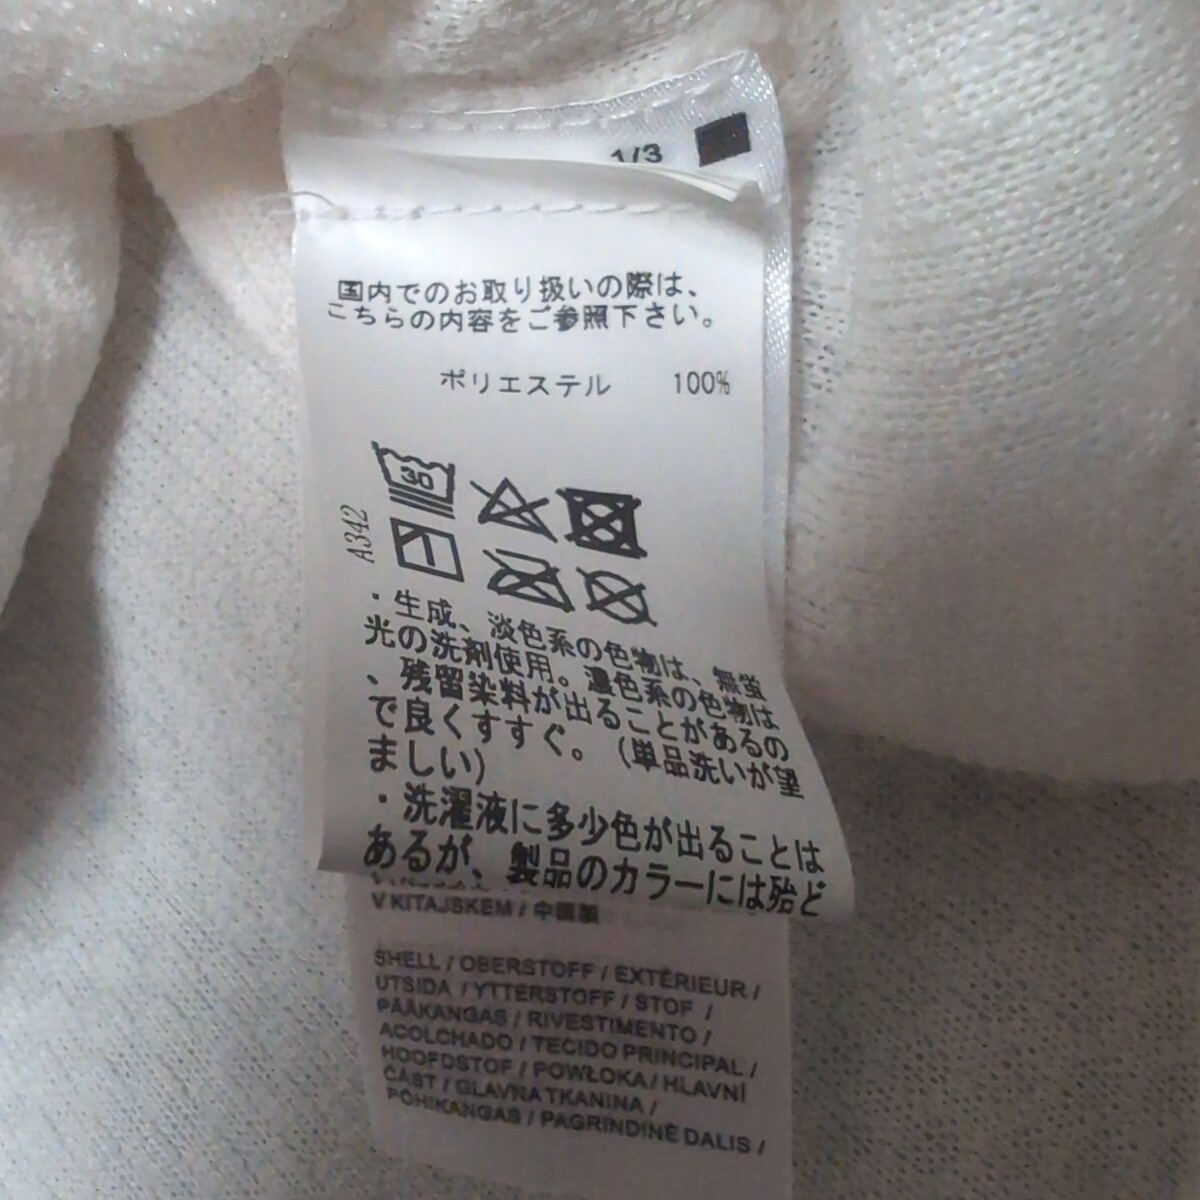 1/3
国内でのお取り扱いの際は、
こちらの内容をご参照下さい。
ポリエステル 100%
30
A342
・生成、淡色系の色物は、無蛍
光の洗剤使用。濃色系の色物は
、残留染料が出ることがあるの
で良くすすぐ。(単品洗いが望
ましい)
・洗濯液に多少色が出ることは
あるが、製品のカラーには殆ど
V KITAJSKEM / 中國製
SHELL / OBERSTOFF / EXTÉRIEUR /
UTSIDA / YTTERSTOFF / STOF /
PÄÄKANGAS / RIVESTIMENTO /
ACOLCHADO / TECIDO PRINCIPAL /
HOOFDSTOF / POWŁOKA / HLAVNÍ
ČÁST / GLAVNA TKANINA /
PÕHIKANGAS / PAGRINDINĖ DALIS /